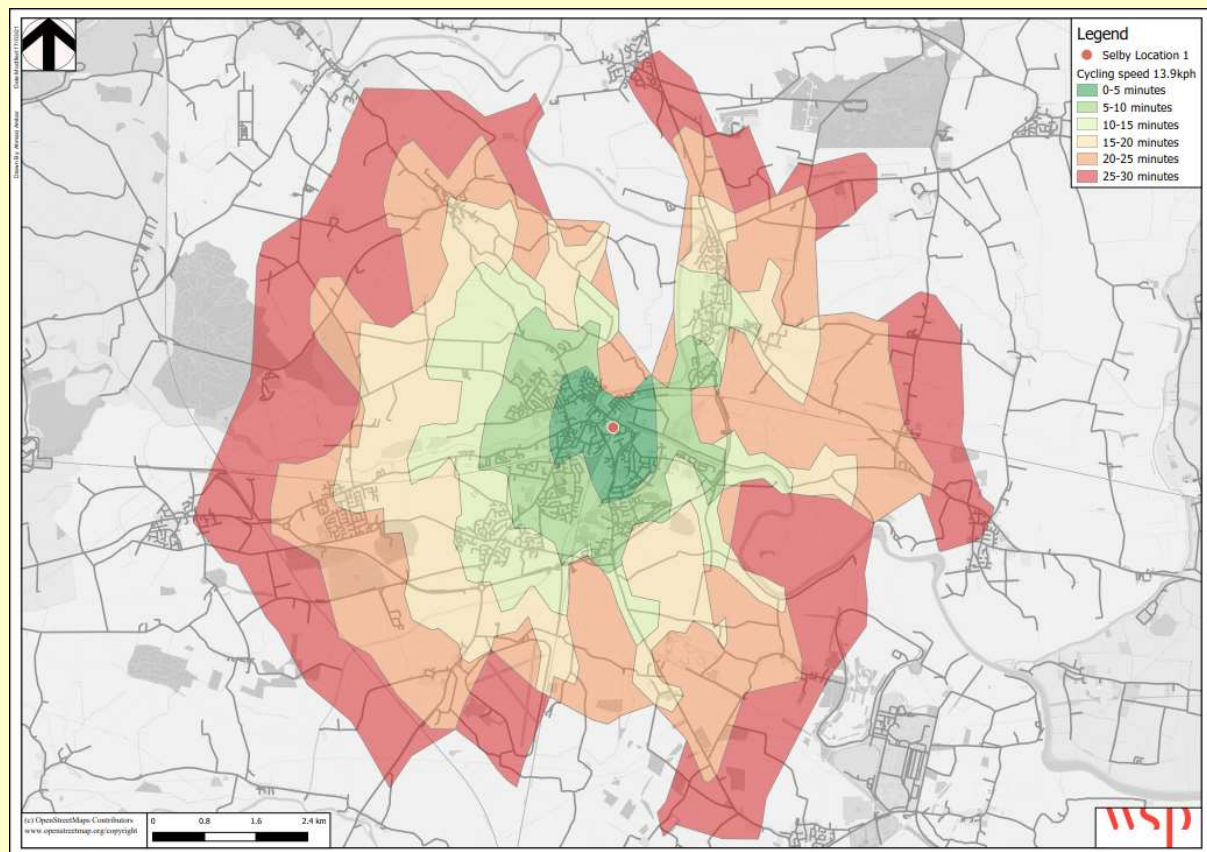 Legend
Selby Location 1
Cycling speed 13.9kph
0-5 minutes
5-10 minutes
10-15 minutes
15-20 minutes
20-25 minutes
25-30 minutes
(c) OpenStreetMaps Contributors
www.openstreetmap.org/copyright
0 0.8 1.6 2.4 km
wsp